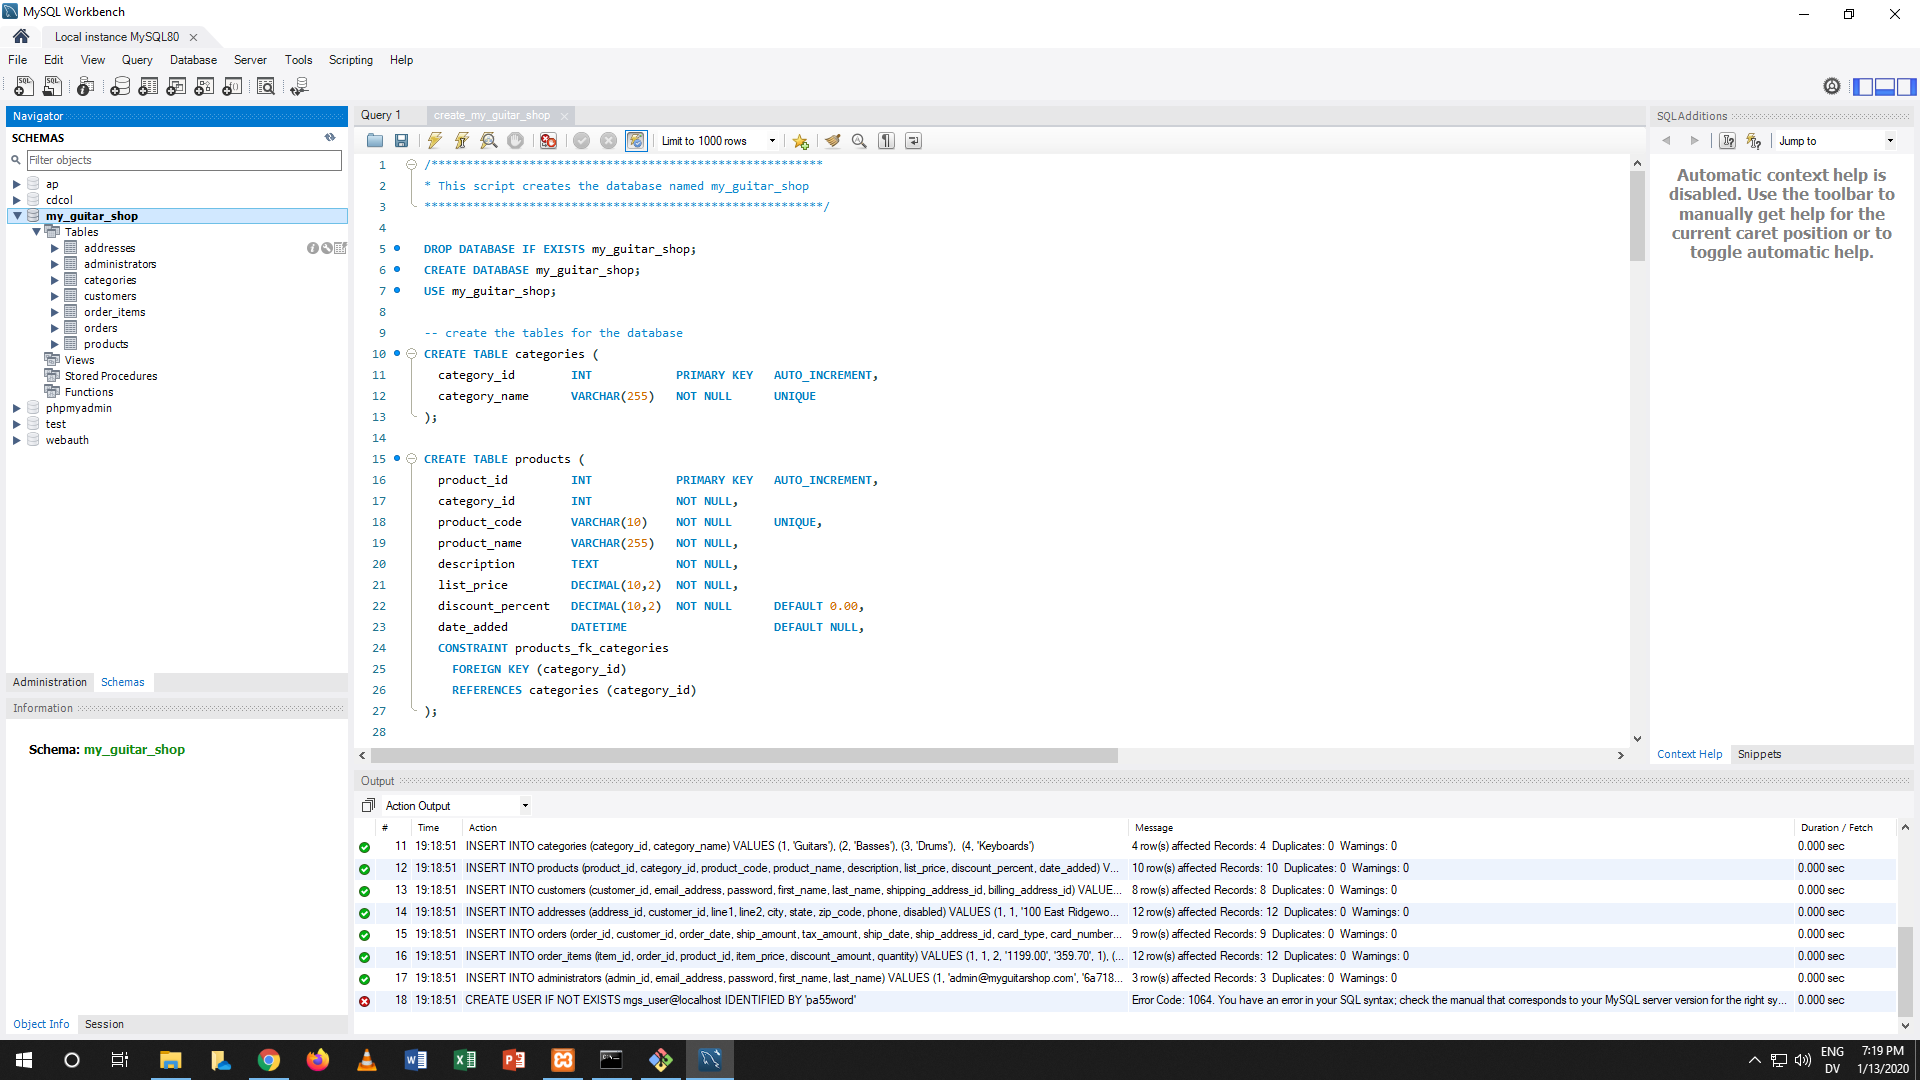 MySQL Workbench
Local instance MySQL80
File Edit View Query Database Server Tools Scripting Help
Navigator
SCHEMAS
Filter objects
ap
cdcol
my_guitar_shop
Tables
addresses
administrators
categories
customers
order_items
orders
products
Views
Stored Procedures
Functions
phpmyadmin
test
webauth
Administration Schemas
Information
Schema: my_guitar_shop
Object Info Session
Query 1 create_my_guitar_shop
Limit to 1000 rows
1 /********************************************************
2 * This script creates the database named my_guitar_shop
3 *********************************************************/
4
5 DROP DATABASE IF EXISTS my_guitar_shop;
6 CREATE DATABASE my_guitar_shop;
7 USE my_guitar_shop;
8
9 -- create the tables for the database
10 CREATE TABLE categories (
11 category_id INT PRIMARY KEY AUTO_INCREMENT,
12 category_name VARCHAR(255) NOT NULL UNIQUE
13 );
14
15 CREATE TABLE products (
16 product_id INT PRIMARY KEY AUTO_INCREMENT,
17 category_id INT NOT NULL,
18 product_code VARCHAR(10) NOT NULL UNIQUE,
19 product_name VARCHAR(255) NOT NULL,
20 description TEXT NOT NULL,
21 list_price DECIMAL(10,2) NOT NULL,
22 discount_percent DECIMAL(10,2) NOT NULL DEFAULT 0.00,
23 date_added DATETIME DEFAULT NULL,
24 CONSTRAINT products_fk_categories
25 FOREIGN KEY (category_id)
26 REFERENCES categories (category_id)
27 );
28
SQLAdditions
Jump to
Automatic context help is
disabled. Use the toolbar to
manually get help for the
current caret position or to
toggle automatic help.
Context Help Snippets
Output
Action Output
# Time Action Message Duration / Fetch
11 19:18:51 INSERT INTO categories (category_id, category_name) VALUES (1, 'Guitars'), (2, 'Basses'), (3, 'Drums'), (4, 'Keyboards') 4 row(s) affected Records: 4 Duplicates: 0 Warnings: 0 0.000 sec
12 19:18:51 INSERT INTO products (product_id, category_id, product_code, product_name, description, list_price, discount_percent, date_added) V... 10 row(s) affected Records: 10 Duplicates: 0 Warnings: 0 0.000 sec
13 19:18:51 INSERT INTO customers (customer_id, email_address, password, first_name, last_name, shipping_address_id, billing_address_id) VALUE... 8 row(s) affected Records: 8 Duplicates: 0 Warnings: 0 0.000 sec
14 19:18:51 INSERT INTO addresses (address_id, customer_id, line1, line2, city, state, zip_code, phone, disabled) VALUES (1, 1, '100 East Ridgewo... 12 row(s) affected Records: 12 Duplicates: 0 Warnings: 0 0.000 sec
15 19:18:51 INSERT INTO orders (order_id, customer_id, order_date, ship_amount, tax_amount, ship_date, ship_address_id, card_type, card_number... 9 row(s) affected Records: 9 Duplicates: 0 Warnings: 0 0.000 sec
16 19:18:51 INSERT INTO order_items (item_id, order_id, product_id, item_price, discount_amount, quantity) VALUES (1, 1, 2, '1199.00', '359.70', 1), (... 12 row(s) affected Records: 12 Duplicates: 0 Warnings: 0 0.000 sec
17 19:18:51 INSERT INTO administrators (admin_id, email_address, password, first_name, last_name) VALUES (1, 'admin@myguitarshop.com', '6a718... 3 row(s) affected Records: 3 Duplicates: 0 Warnings: 0 0.000 sec
18 19:18:51 CREATE USER IF NOT EXISTS mgs_user@localhost IDENTIFIED BY 'pa55word' Error Code: 1064. You have an error in your SQL syntax; check the manual that corresponds to your MySQL server version for the right sy... 0.000 sec
ENG
DV
7:19 PM
1/13/2020